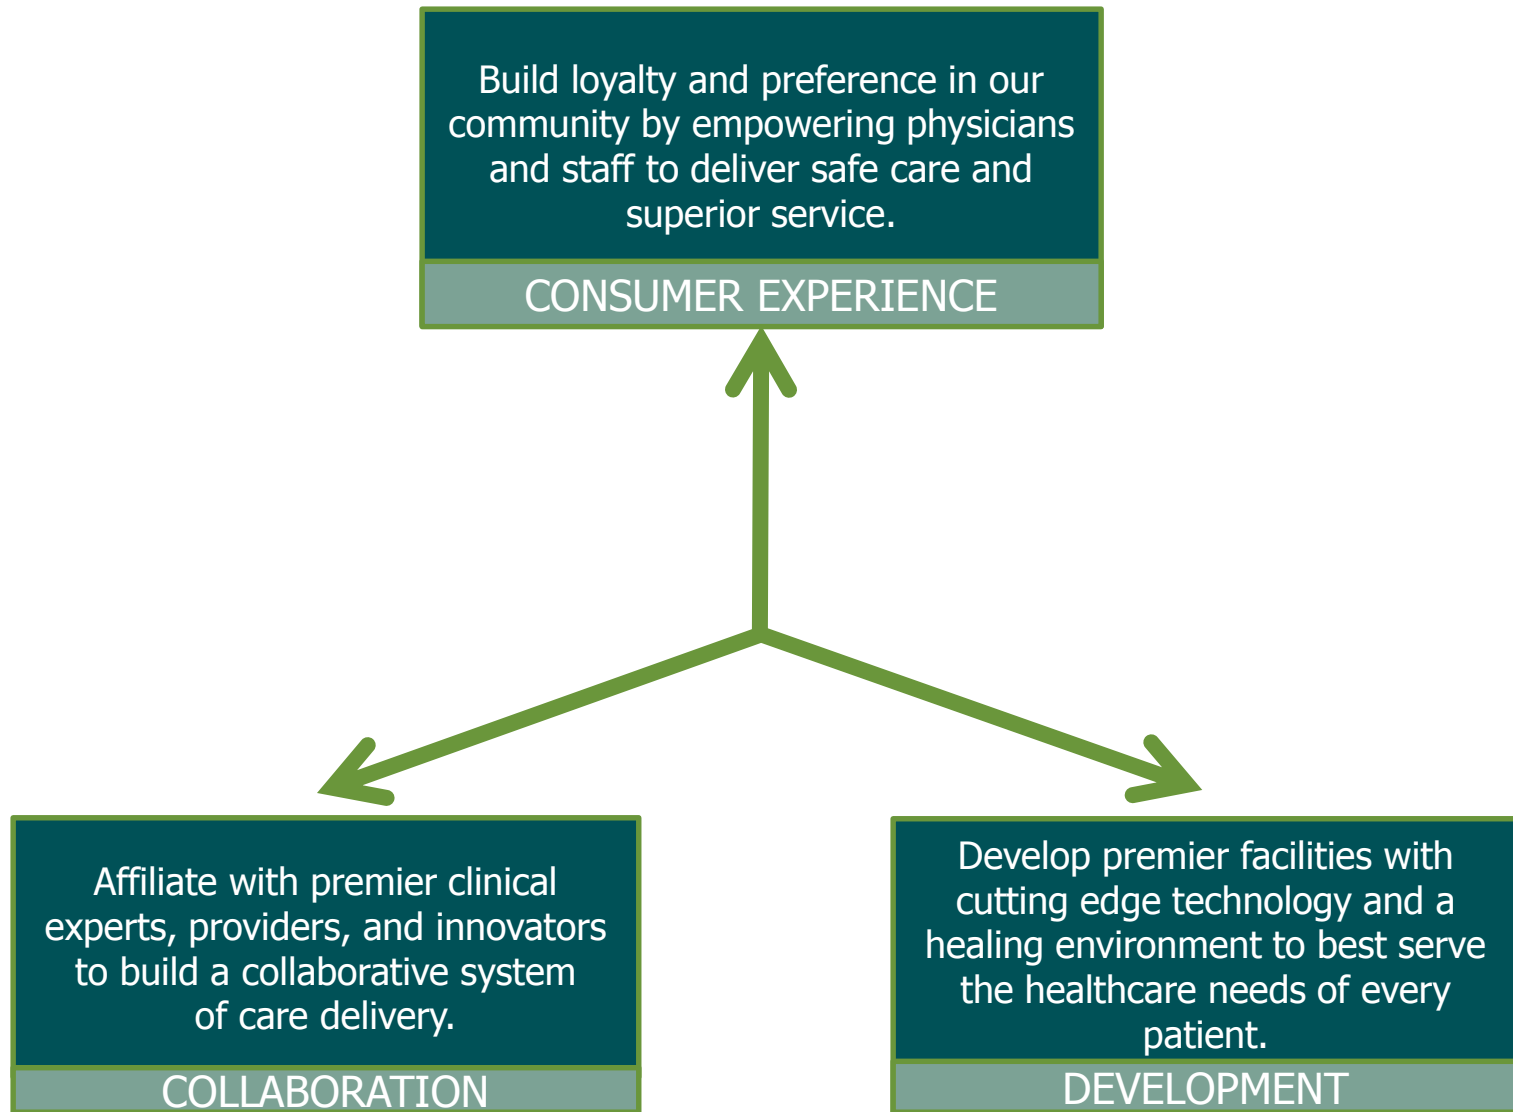 Build loyalty and preference in our
community by empowering physicians
and staff to deliver safe care and
superior service.
CONSUMER EXPERIENCE
Affiliate with premier clinical
experts, providers, and innovators
to build a collaborative system
of care delivery.
COLLABORATION
Develop premier facilities with
cutting edge technology and a
healing environment to best serve
the healthcare needs of every
patient.
DEVELOPMENT